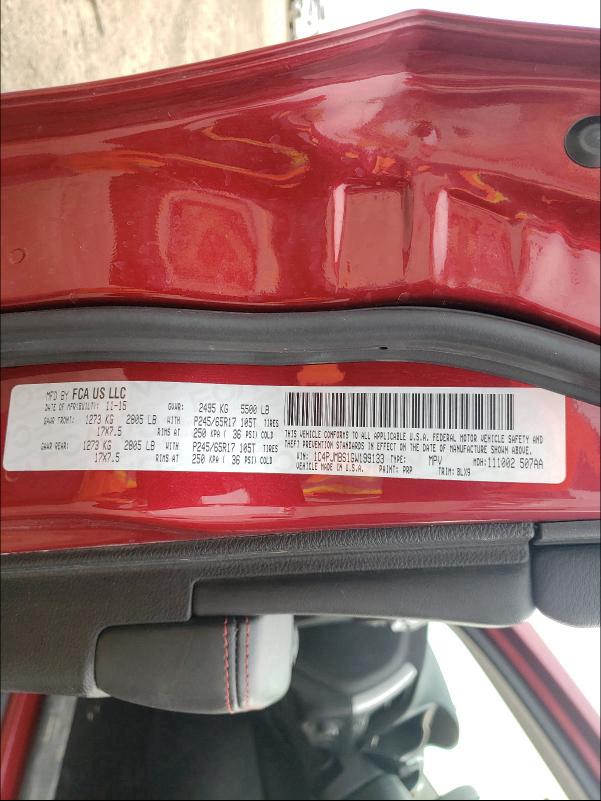 MFD BY FCA US LLC
DATE OF MFR(BUILT): 11-15 GVWR: 2495 KG 5500 LB
GAWR FRONT: 1273 KG 2805 LB WITH P245/65R17 105T TIRES
17X7.5 RIMS AT 250 KPA ( 36 PSI) COLD
GAWR REAR: 1273 KG 2805 LB WITH P245/65R17 105T TIRES
17X7.5 RIMS AT 250 KPA ( 36 PSI) COLD
THIS VEHICLE CONFORMS TO ALL APPLICABLE U.S.A. FEDERAL MOTOR VEHICLE SAFETY AND
THEFT PREVENTION STANDARDS IN EFFECT ON THE DATE OF MANUFACTURE SHOWN ABOVE.
VIN: 1C4PJMBS1GW199133 TYPE: MPV MDH: 111002 507AA
VEHICLE MADE IN U.S.A. PAINT: PRP TRIM: BLX9